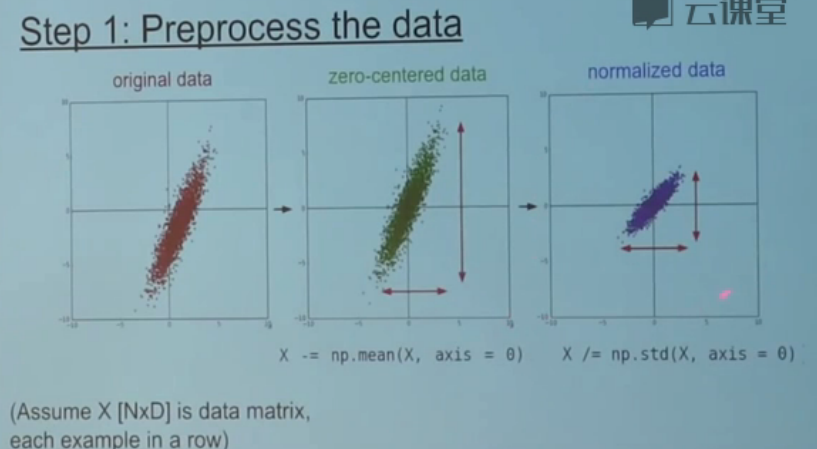 云课堂
Step 1: Preprocess the data
original data
zero-centered data
normalized data
X -= np.mean(X, axis = 0)
X /= np.std(X, axis = 0)
(Assume X [NxD] is data matrix,
each example in a row)